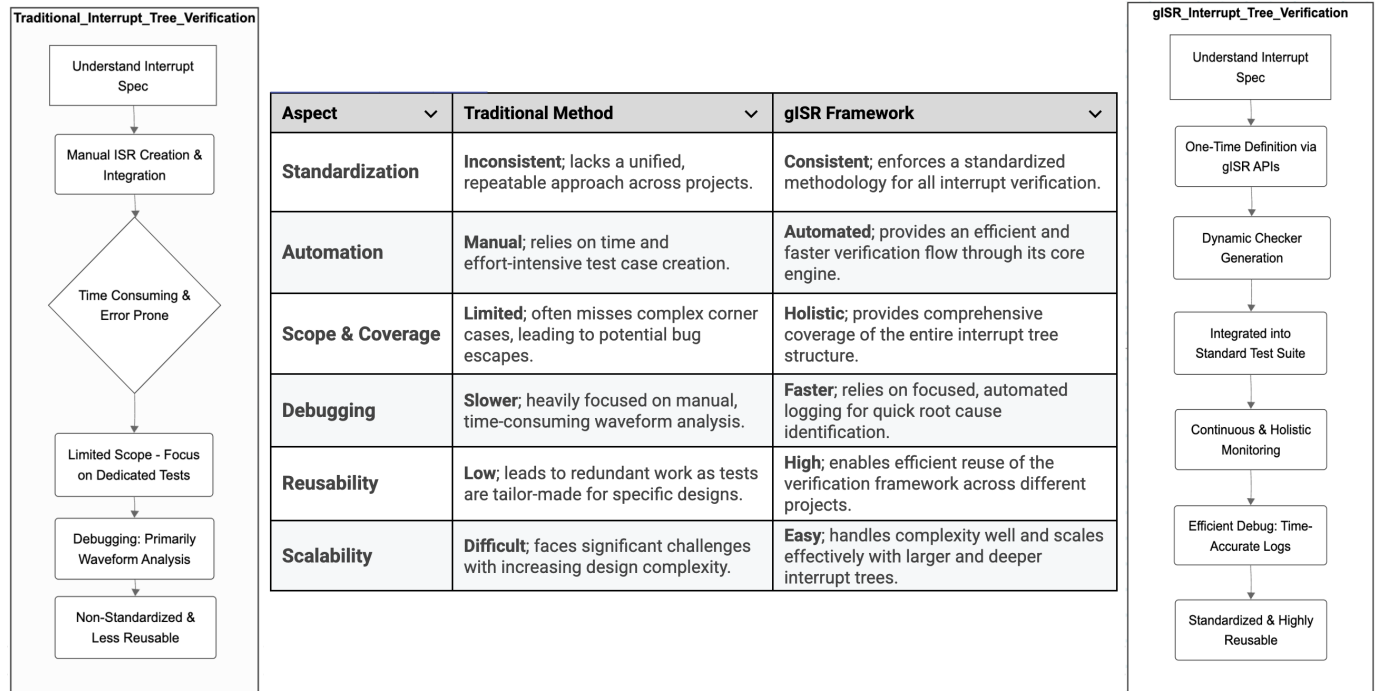 Traditional_Interrupt_Tree_Verification
Understand Interrupt
Spec
Manual ISR Creation &
Integration
Time Consuming &
Error Prone
Limited Scope - Focus
on Dedicated Tests
Debugging: Primarily
Waveform Analysis
Non-Standardized &
Less Reusable
Aspect
Traditional Method
gISR Framework
Standardization
Inconsistent; lacks a unified,
repeatable approach across projects.
Consistent; enforces a standardized
methodology for all interrupt verification.
Automation
Manual; relies on time and
effort-intensive test case creation.
Automated; provides an efficient and
faster verification flow through its core
engine.
Scope & Coverage
Limited; often misses complex corner
cases, leading to potential bug
escapes.
Holistic; provides comprehensive
coverage of the entire interrupt tree
structure.
Debugging
Slower; heavily focused on manual,
time-consuming waveform analysis.
Faster; relies on focused, automated
logging for quick root cause
identification.
Reusability
Low; leads to redundant work as tests
are tailor-made for specific designs.
High; enables efficient reuse of the
verification framework across different
projects.
Scalability
Difficult; faces significant challenges
with increasing design complexity.
Easy; handles complexity well and scales
effectively with larger and deeper
interrupt trees.
gISR_Interrupt_Tree_Verification
Understand Interrupt
Spec
One-Time Definition via
gISR APIs
Dynamic Checker
Generation
Integrated into
Standard Test Suite
Continuous & Holistic
Monitoring
Efficient Debug: Time-
Accurate Logs
Standardized & Highly
Reusable